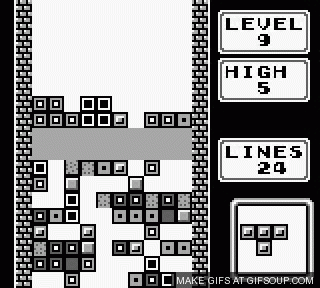 LEVEL
9
HIGH
5
LINES
24
MAKE GIFS AT GIFSOUP.COM